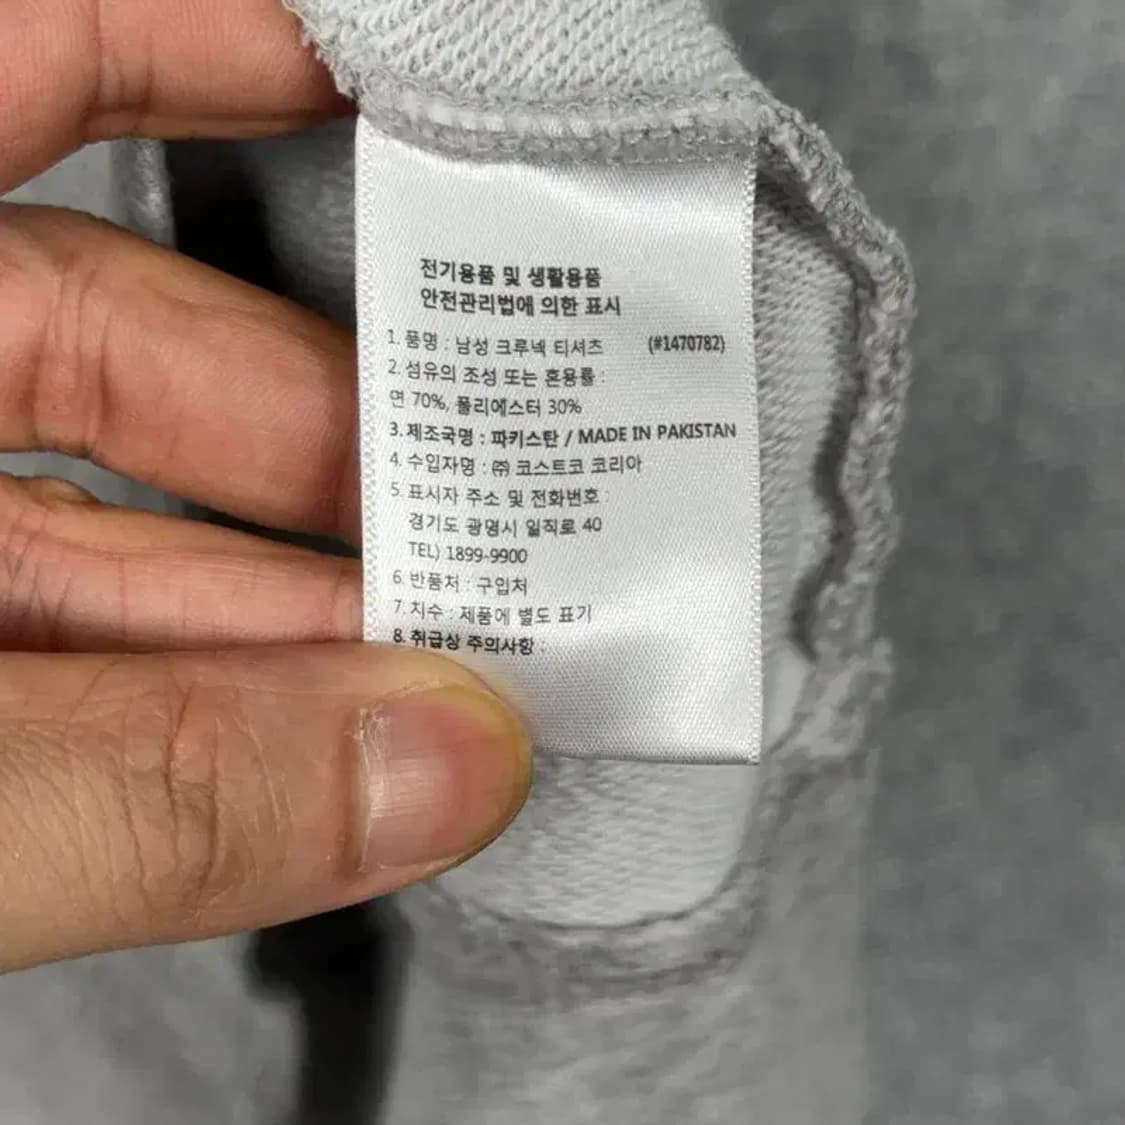 전기용품 및 생활용품
안전관리법에 의한 표시
1. 품명 : 남성 크루넥 티셔츠 (#1470782)
2. 섬유의 조성 또는 혼용률 :
면 70%, 폴리에스터 30%
3. 제조국명 : 파키스탄 / MADE IN PAKISTAN
4. 수입자명 : ㈜ 코스트코 코리아
5. 표시자 주소 및 전화번호 :
경기도 광명시 일직로 40
TEL) 1899-9900
6. 반품처 : 구입처
7. 치수 : 제품에 별도 표기
8. 취급상 주의사항 :